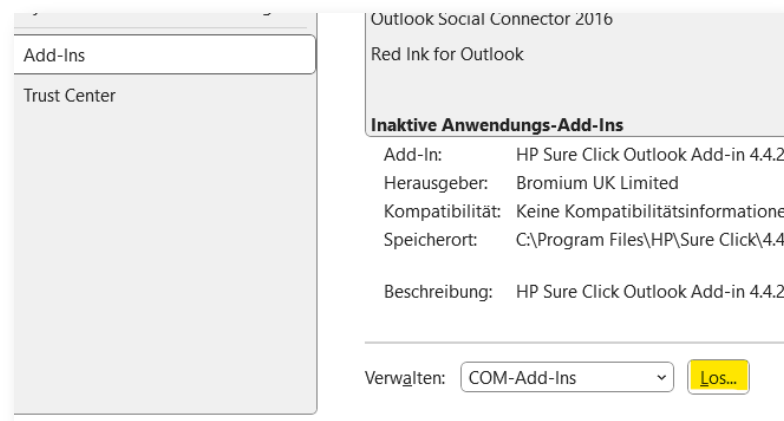 Outlook Social Connector 2016
Add-Ins
Red Ink for Outlook
Trust Center
Inaktive Anwendungs-Add-Ins
Add-In: HP Sure Click Outlook Add-in 4.4.2
Herausgeber: Bromium UK Limited
Kompatibilität: Keine Kompatibilitätsinformatione
Speicherort: C:\Program Files\HP\Sure Click\4.4
Beschreibung: HP Sure Click Outlook Add-in 4.4.2
Verwalten: COM-Add-Ins Los...